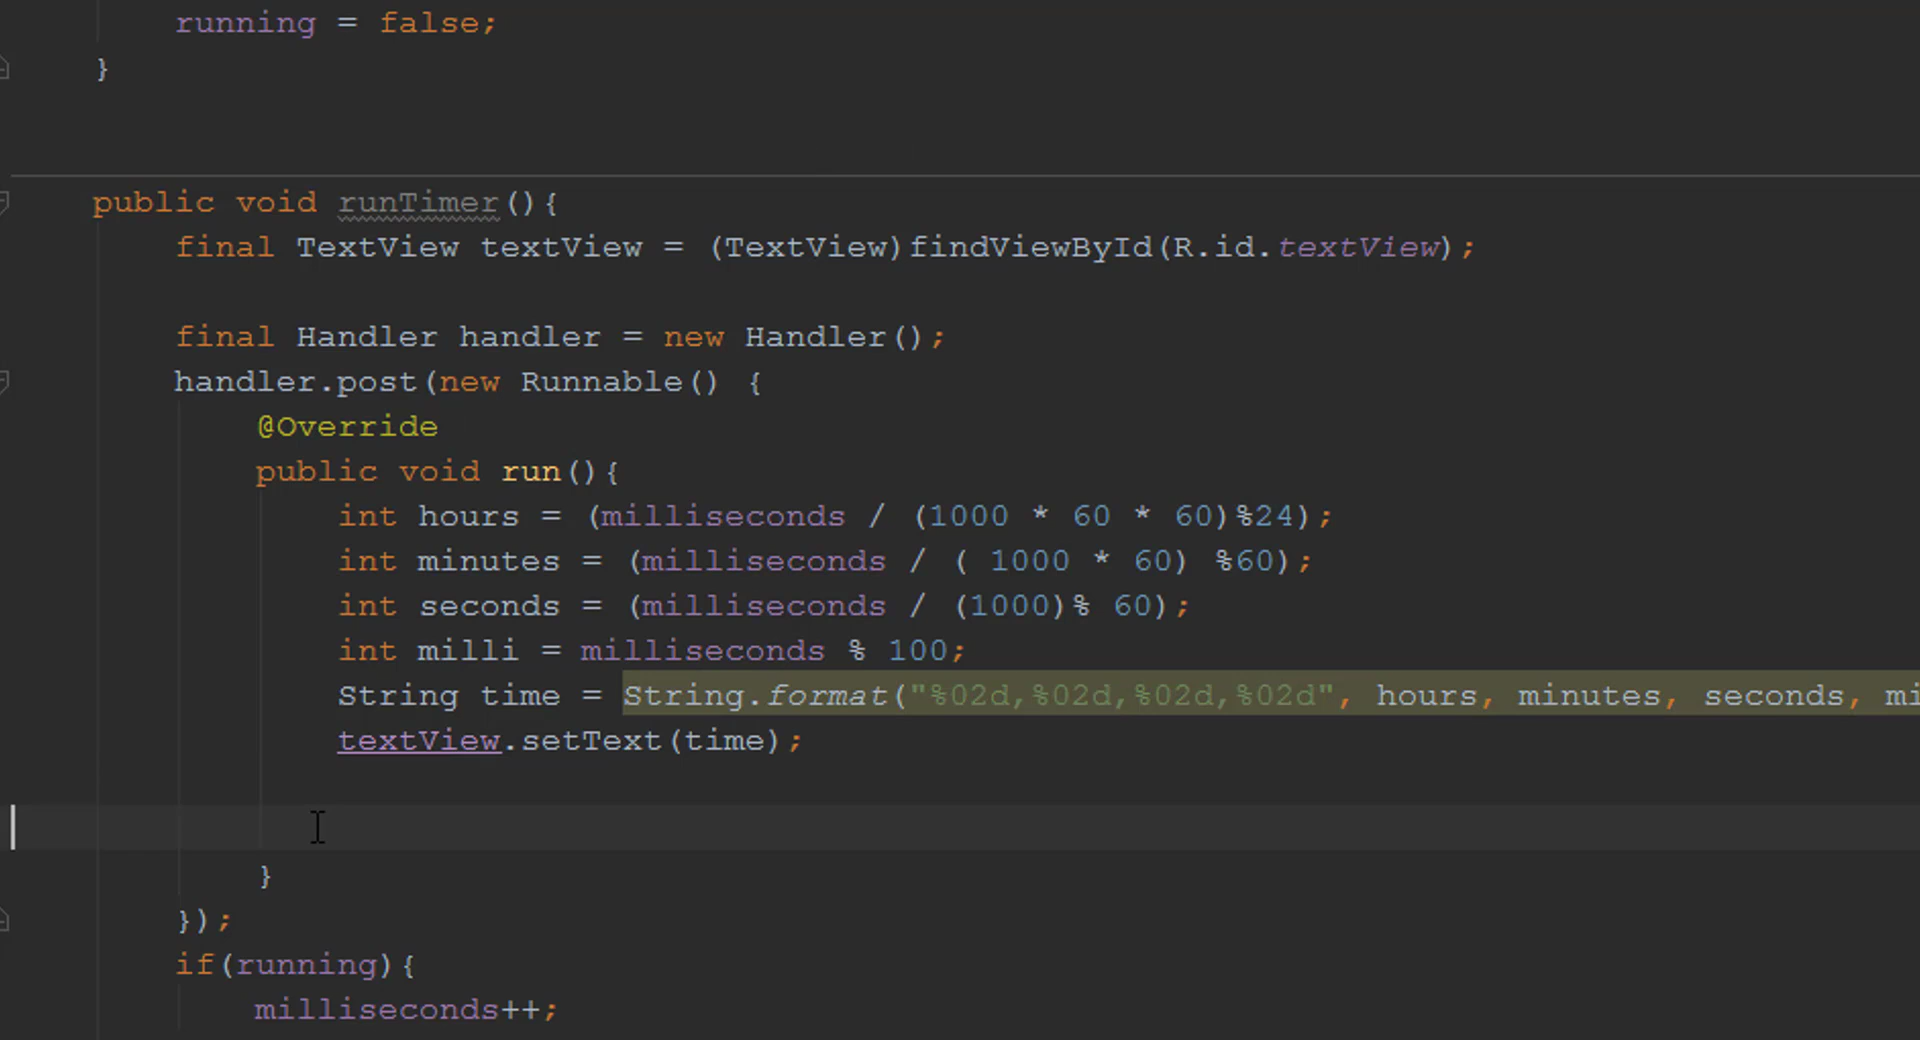 running = false;
}
public void runTimer(){
final TextView textView = (TextView)findViewById(R.id.textView);
final Handler handler = new Handler();
handler.post(new Runnable() {
@Override
public void run(){
int hours = (milliseconds / (1000 * 60 * 60)%24);
int minutes = (milliseconds / ( 1000 * 60) %60);
int seconds = (milliseconds / (1000)% 60);
int milli = milliseconds % 100;
String time = String.format("%02d,%02d,%02d,%02d", hours, minutes, seconds, mi
textView.setText(time);
}
});
if(running){
milliseconds++;